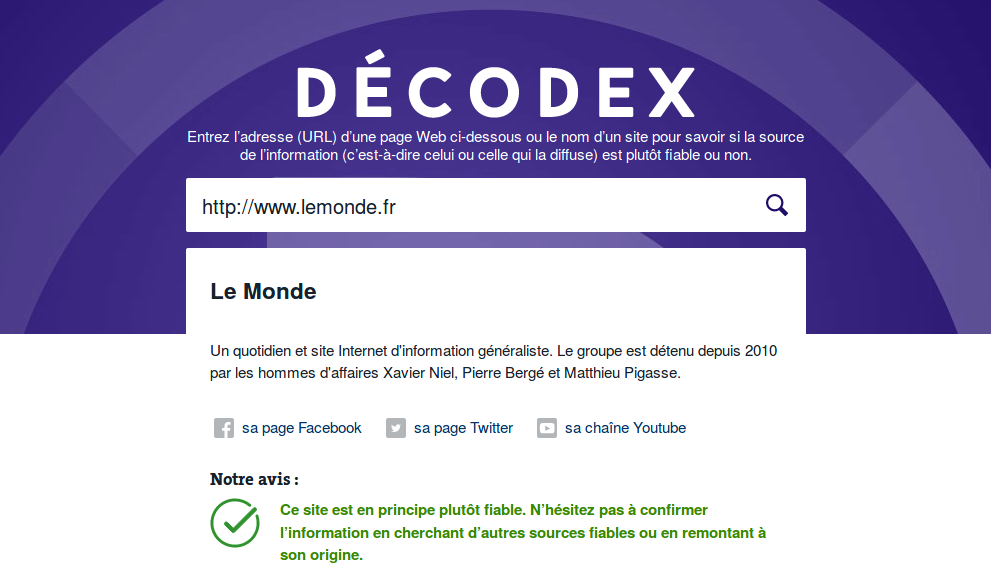 DÉCODEX
Entrez l’adresse (URL) d’une page Web ci-dessous ou le nom d’un site pour savoir si la source
de l’information (c’est-à-dire celui ou celle qui la diffuse) est plutôt fiable ou non.
http://www.lemonde.fr
Le Monde
Un quotidien et site Internet d'information généraliste. Le groupe est détenu depuis 2010
par les hommes d'affaires Xavier Niel, Pierre Bergé et Matthieu Pigasse.
sa page Facebook sa page Twitter sa chaîne Youtube
Notre avis :
Ce site est en principe plutôt fiable. N’hésitez pas à confirmer
l’information en cherchant d’autres sources fiables ou en remontant à
son origine.